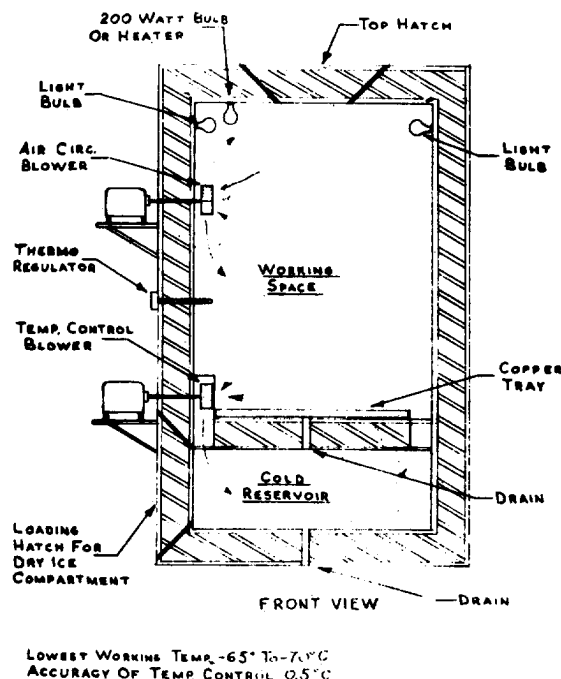 200 WATT BULB
OR HEATER
TOP HATCH
LIGHT
BULB
AIR CIRC.
BLOWER
LIGHT
BULB
THERMO
REGULATOR
WORKING
SPACE
TEMP. CONTROL
BLOWER
COPPER
TRAY
COLD
RESERVOIR
DRAIN
LOADING
HATCH FOR
DRY ICE
COMPARTMENT
DRAIN
FRONT VIEW
LOWEST WORKING TEMP. -65° TO -70°C
ACCURACY OF TEMP CONTROL 0.5°C